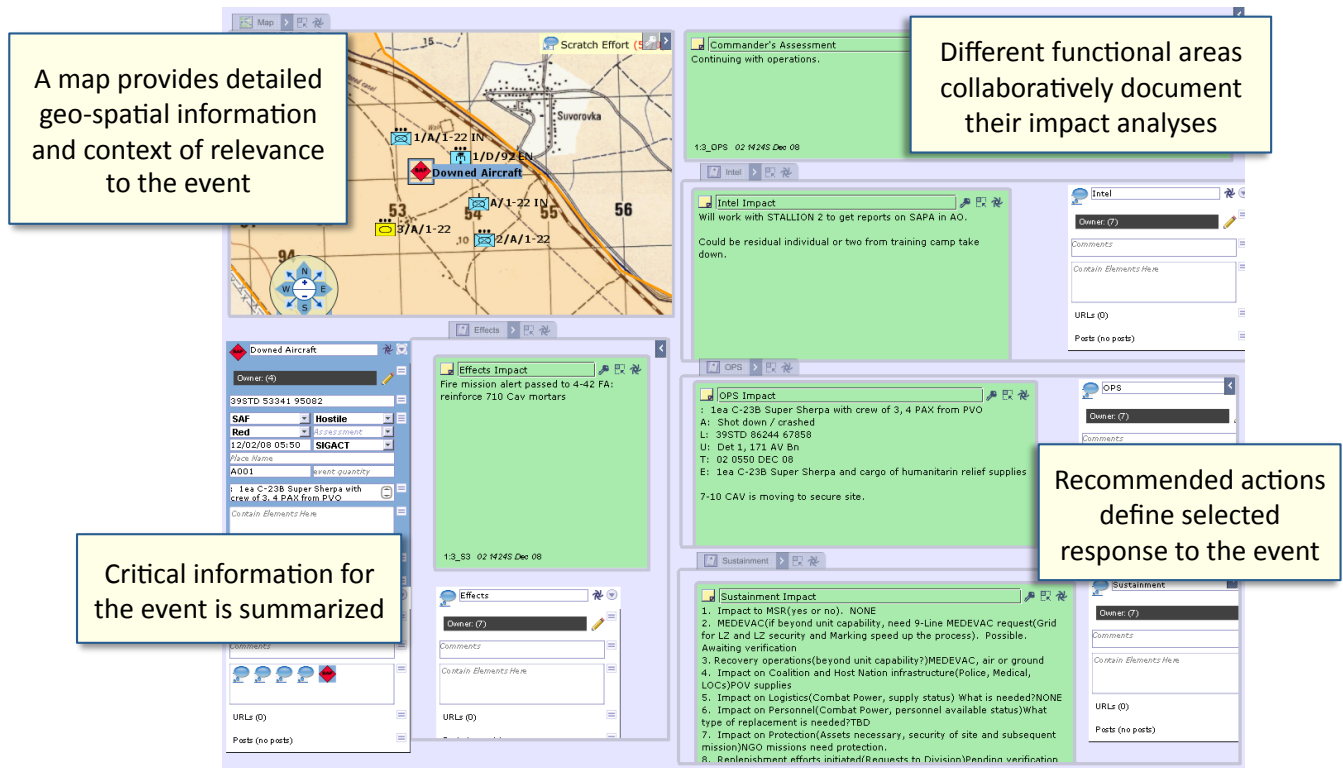 Map
15
Scratch Effort (5
Suvorovka
1/A/1-22 IN
1/D/92 EN
Downed Aircraft
A/1-22 IN
53
54
55
56
3/A/1-22
10
2/A/1-22
94
N
W
E
S
A map provides detailed
geo-spatial information
and context of relevance
to the event
Commander's Assessment
Continuing with operations.
1:3_OPS 02 1424S Dec 08
Different functional areas
collaboratively document
their impact analyses
Intel
Intel Impact
Will work with STALLION 2 to get reports on SAPA in AO.
Could be residual individual or two from training camp take
down.
Intel
Owner: (7)
Comments
Contain Elements Here
URLs (0)
Posts (no posts)
Downed Aircraft
Owner: (4)
39STD 53341 95082
SAF
Hostile
Red
Assessment
12/02/08 05:50
SIGACT
Place Name
A001
event quantity
: 1ea C-23B Super Sherpa with
crew of 3, 4 PAX from PVO
Contain Elements Here
Critical information for
the event is summarized
Comments
URLs (0)
Posts (no posts)
Effects
Effects Impact
Fire mission alert passed to 4-42 FA:
reinforce 710 Cav mortars
1:3_S3 02 1424S Dec 08
Effects
Owner: (7)
Comments
Contain Elements Here
URLs (0)
OPS
OPS Impact
: 1ea C-23B Super Sherpa with crew of 3, 4 PAX from PVO
A: Shot down / crashed
L: 39STD 86244 67858
U: Det 1, 171 AV Bn
T: 02 0550 DEC 08
E: 1ea C-23B Super Sherpa and cargo of humanitarin relief supplies
7-10 CAV is moving to secure site.
OPS
Owner: (7)
Comments
Recommended actions
define selected
response to the event
Sustainment
Sustainment Impact
1. Impact to MSR(yes or no). NONE
2. MEDEVAC(if beyond unit capability, need 9-Line MEDEVAC request(Grid
for LZ and LZ security and Marking speed up the process). Possible.
Awaiting verification
3. Recovery operations(beyond unit capability?)MEDEVAC, air or ground
4. Impact on Coalition and Host Nation infrastructure(Police, Medical,
LOCs)POV supplies
5. Impact on Logistics(Combat Power, supply status) What is needed?NONE
6. Impact on Personnel(Combat Power, personnel available status)What
type of replacement is needed?TBD
7. Impact on Protection(Assets necessary, security of site and subsequent
mission)NGO missions need protection.
8. Replenishment efforts initiated(Requests to Division)Pending verification
Sustainment
Owner: (7)
Comments
Contain Elements Here
URLs (0)
Posts (no posts)